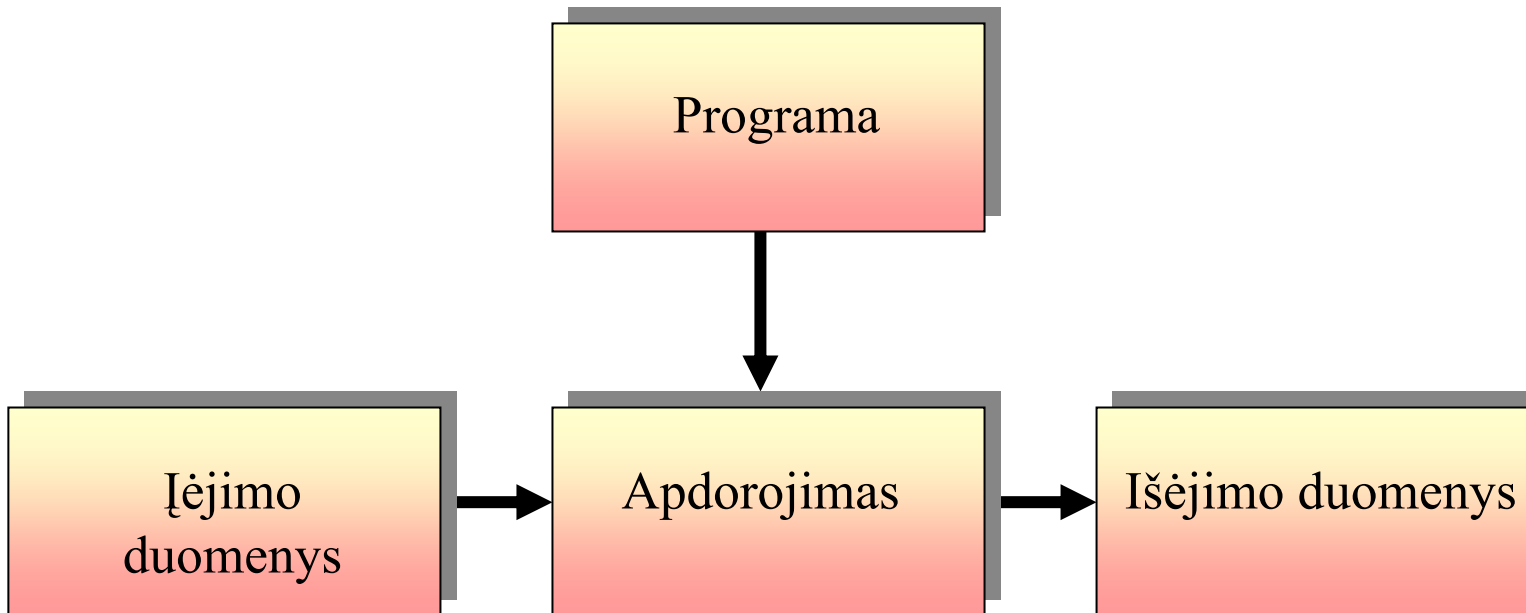 Programa
Įėjimo
duomenys
Apdorojimas
Išėjimo duomenys